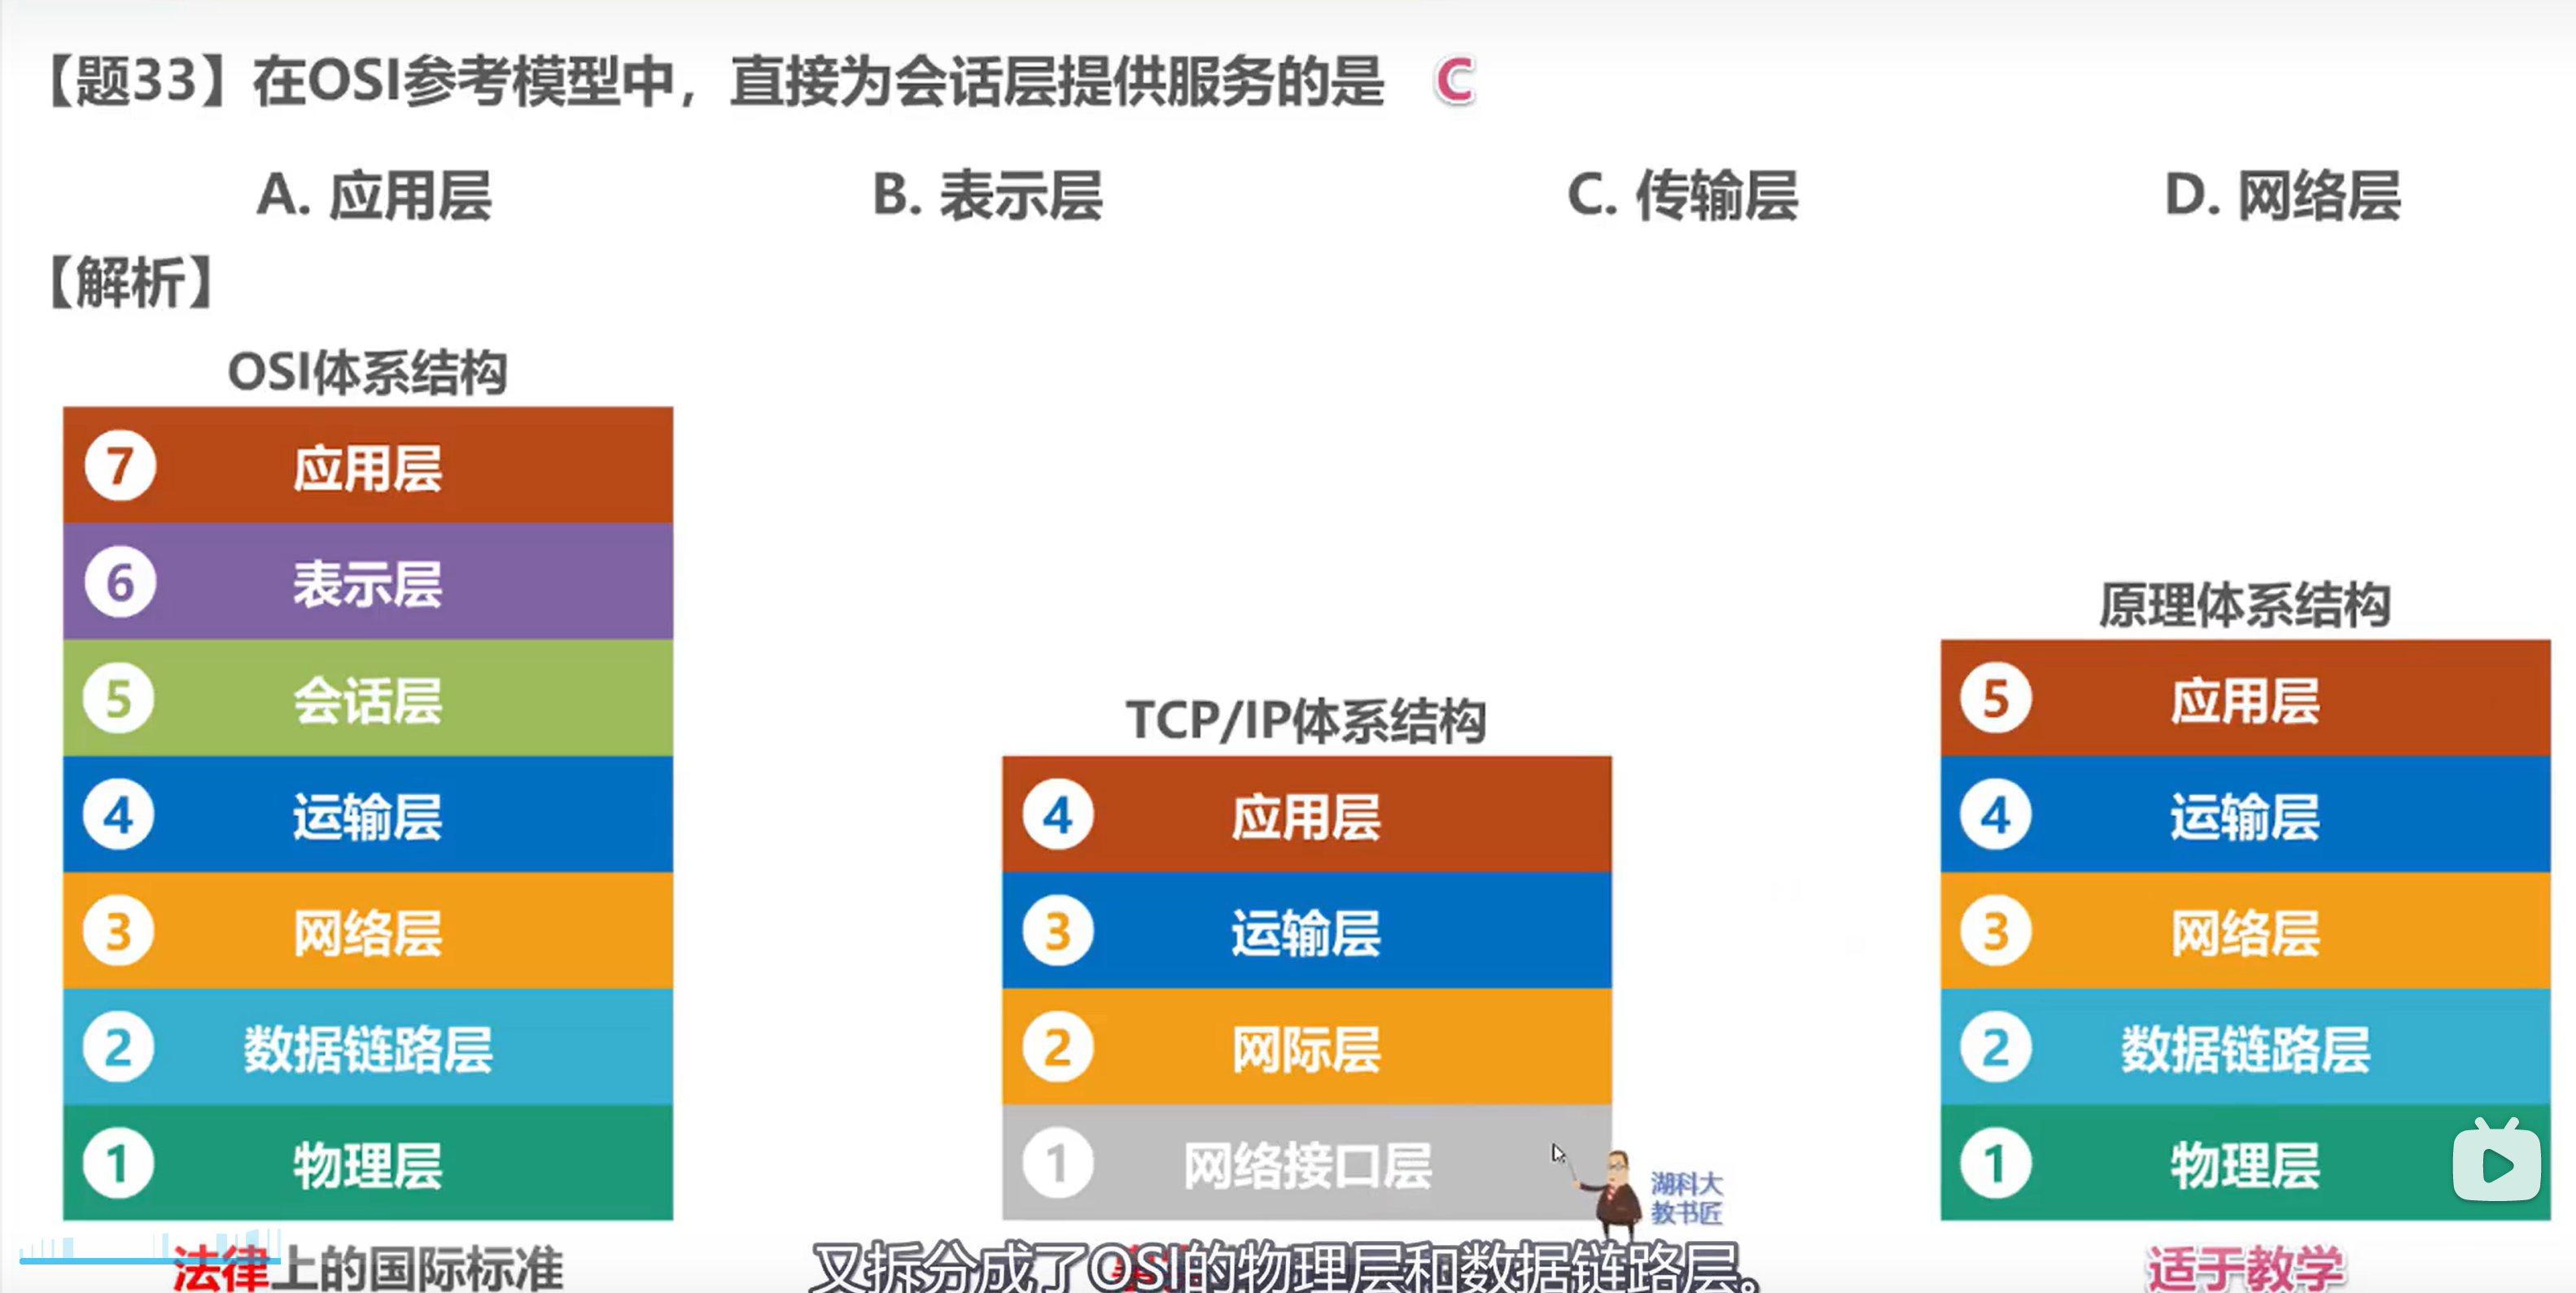 【题33】在OSI参考模型中，直接为会话层提供服务的是 C
A. 应用层 B. 表示层 C. 传输层 D. 网络层
【解析】
OSI体系结构
7 应用层
6 表示层
5 会话层
4 运输层
3 网络层
2 数据链路层
1 物理层
法律上的国际标准
TCP/IP体系结构
4 应用层
3 运输层
2 网际层
1 网络接口层
原理体系结构
5 应用层
4 运输层
3 网络层
2 数据链路层
1 物理层
适于教学
湖科大
教书匠
又拆分成了OSI的物理层和数据链路层。